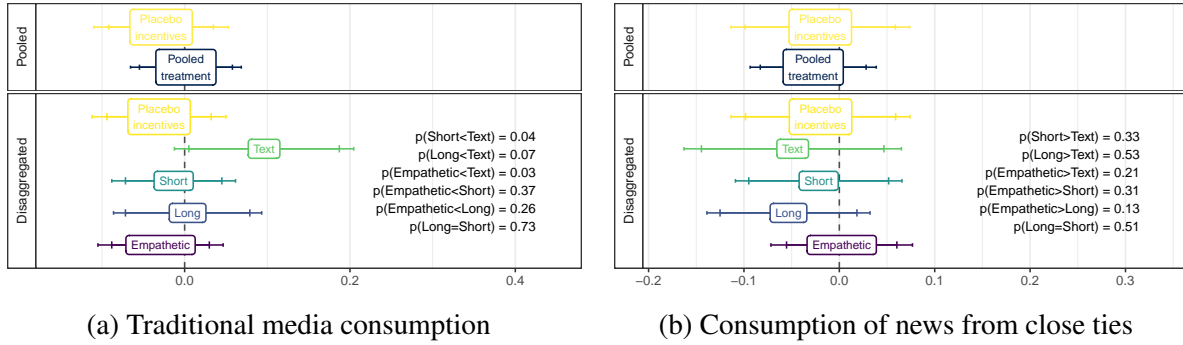 Pooled
Placebo
incentives
Pooled
treatment
Disaggregated
Placebo
incentives
Text
Short
Long
Empathetic
p(Short<Text) = 0.04
p(Long<Text) = 0.07
p(Empathetic<Text) = 0.03
p(Empathetic<Short) = 0.37
p(Empathetic<Long) = 0.26
p(Long=Short) = 0.73
0.0 0.2 0.4
(a) Traditional media consumption
Pooled
Placebo
incentives
Pooled
treatment
Disaggregated
Placebo
incentives
Text
Short
Long
Empathetic
p(Short>Text) = 0.33
p(Long>Text) = 0.53
p(Empathetic>Text) = 0.21
p(Empathetic>Short) = 0.31
p(Empathetic>Long) = 0.13
p(Long=Short) = 0.51
−0.2 −0.1 0.0 0.1 0.2 0.3
(b) Consumption of news from close ties